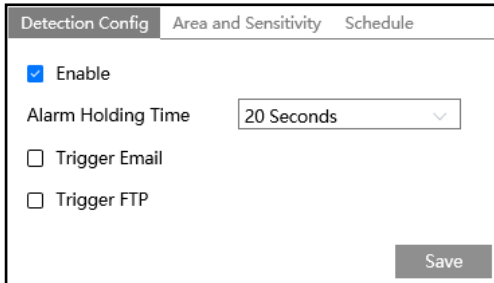 Detection Config Area and Sensitivity Schedule
Enable
Alarm Holding Time 20 Seconds
Trigger Email
Trigger FTP
Save